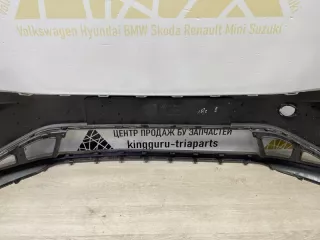 Volkswagen Hyundai BMW Skoda Renault Mini Suzuki
ЦЕНТР ПРОДАЖ БУ ЗАПЧАСТЕЙ
kingguru-triaparts